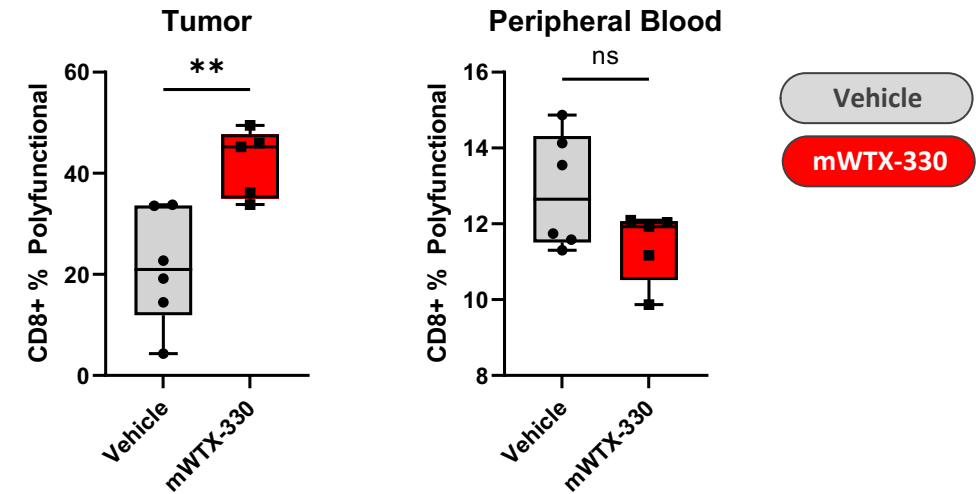 Tumor
**
60
40
20
0
CD8+ % Polyfunctional
Vehicle
mWTX-330
Peripheral Blood
ns
16
14
12
10
8
CD8+ % Polyfunctional
Vehicle
mWTX-330
Vehicle
mWTX-330